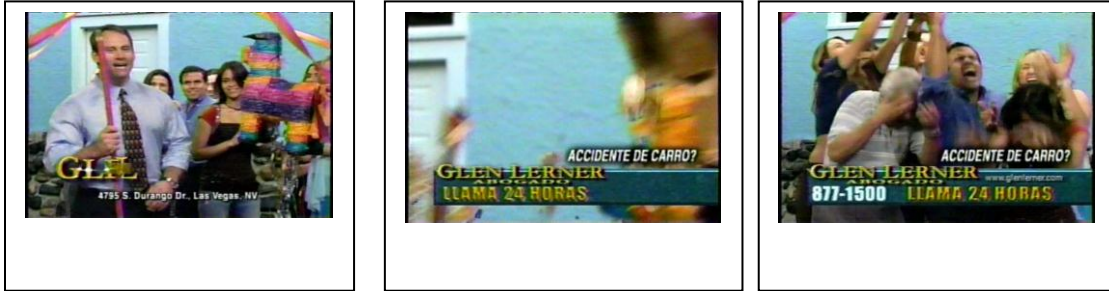 4795 S. Durango Dr., Las Vegas, NV
ACCIDENTE DE CARRO?
GLEN LERNER
ABOGADO
LLAMA 24 HORAS
ACCIDENTE DE CARRO?
GLEN LERNER
www.glenlerner.com
ABOGADO
877-1500 LLAMA 24 HORAS